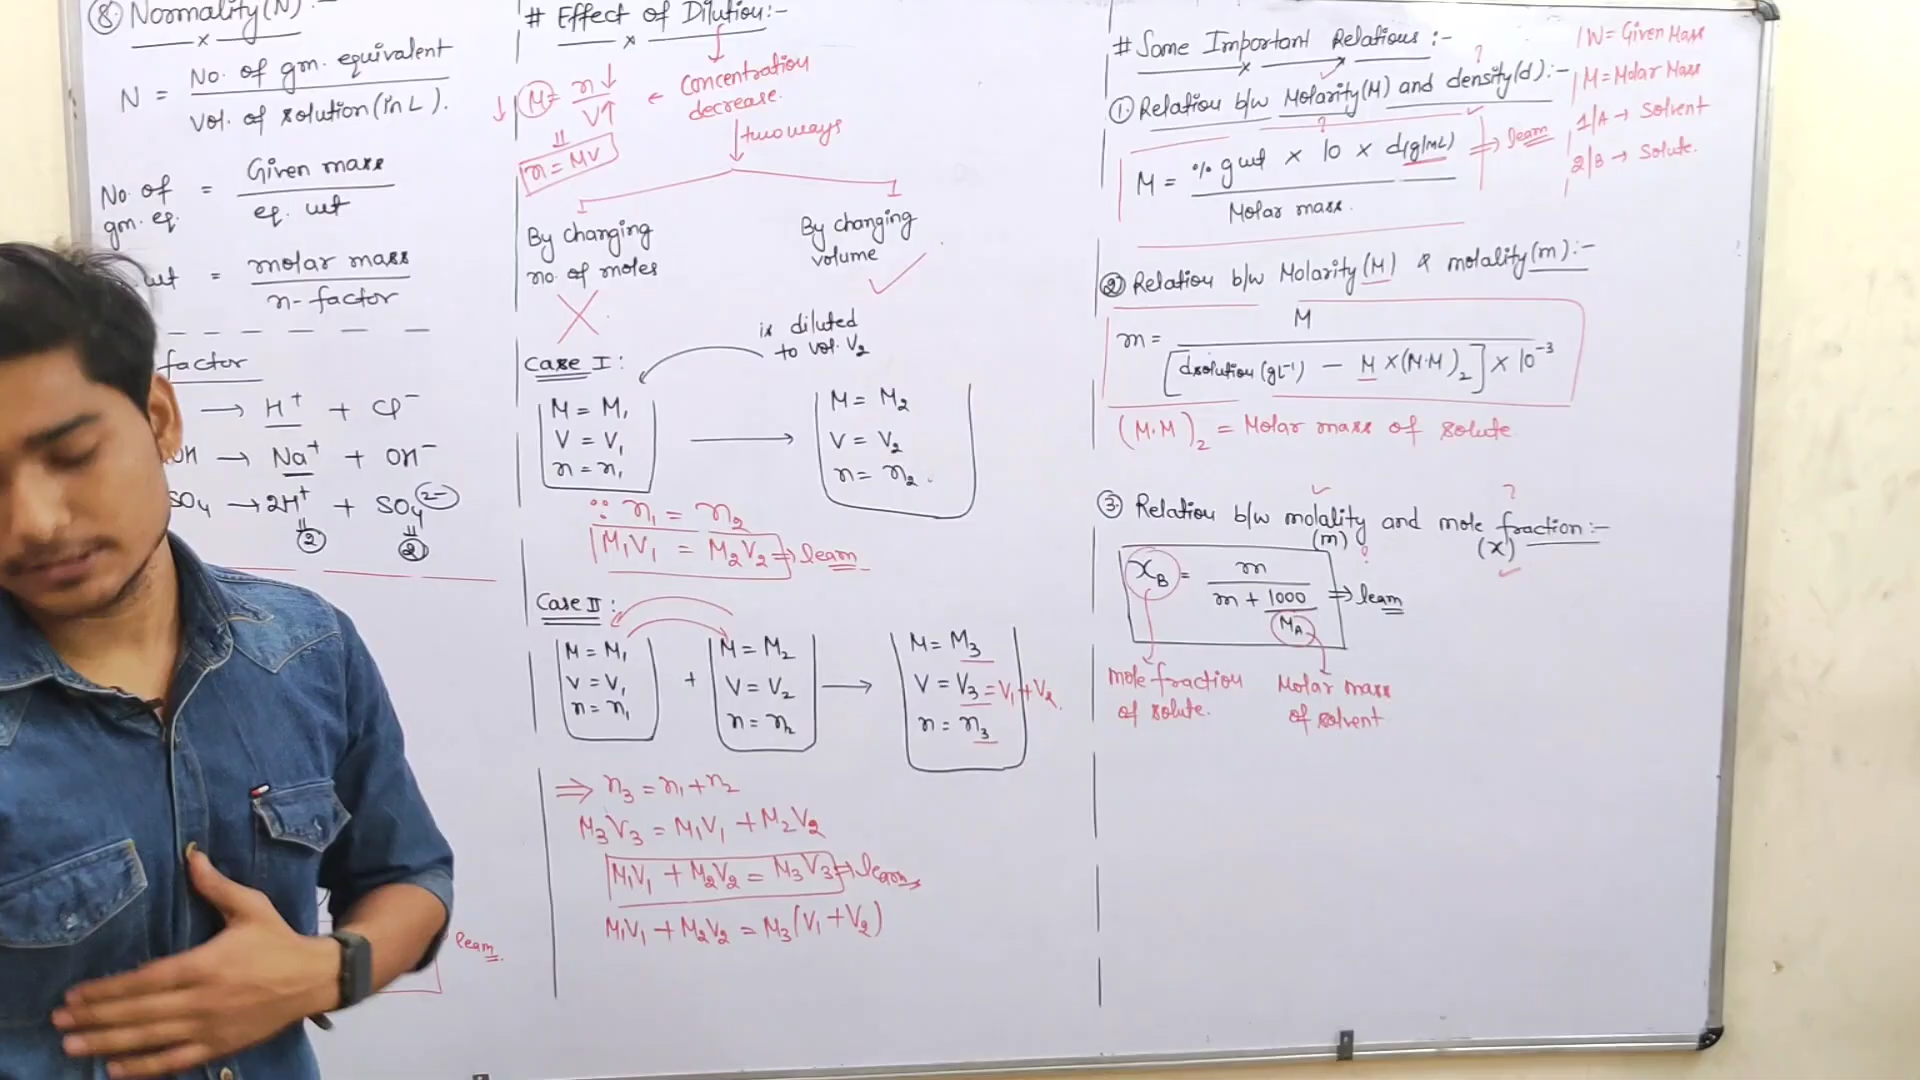 ⑧ Normality (N) :-
N = No. of gm. equivalent / Vol. of solution (in L).
No. of gm. eq. = Given mass / eq. wt
wt = molar mass / n-factor
factor
→ H⁺ + Cl⁻
OH → Na⁺ + OH⁻
SO₄ → 2H⁺ + SO₄²⁻
② ②
learn
# Effect of Dilution:-
↓ M = n↓ / V↑ ← Concentration decrease.
n = MV
two ways
By changing no. of moles
By changing volume
is diluted to vol. V₂
Case I :
M = M₁
V = V₁
n = n₁
→
M = M₂
V = V₂
n = n₂.
∵ n₁ = n₂
M₁V₁ = M₂V₂ ⇒ learn
Case II :
M = M₁
V = V₁
n = n₁
+
M = M₂
V = V₂
n = n₂
→
M = M₃
V = V₃ = V₁ + V₂.
n = n₃
⇒ n₃ = n₁ + n₂
M₃V₃ = M₁V₁ + M₂V₂
M₁V₁ + M₂V₂ = M₃V₃ ⇒ learn
M₁V₁ + M₂V₂ = M₃(V₁ + V₂)
# Some Important Relations :-
W = Given Mass
M = Molar Mass
1/A → Solvent
2/B → Solute.
① Relation b/w Molarity (M) and density (d) :- ?
?
M = % gwt × 10 × d(g/mL) / Molar mass. ⇒ learn
② Relation b/w Molarity (M) & molality (m) :-
m = M / [dsolution (gL⁻¹) − M × (M·M)₂] × 10⁻³
(M·M)₂ = Molar mass of solute
③ Relation b/w molality (m) and mole fraction (x) :- ?
?
x_B = m / m + 1000/M_A ⇒ learn
mole fraction of solute.
Molar mass of solvent